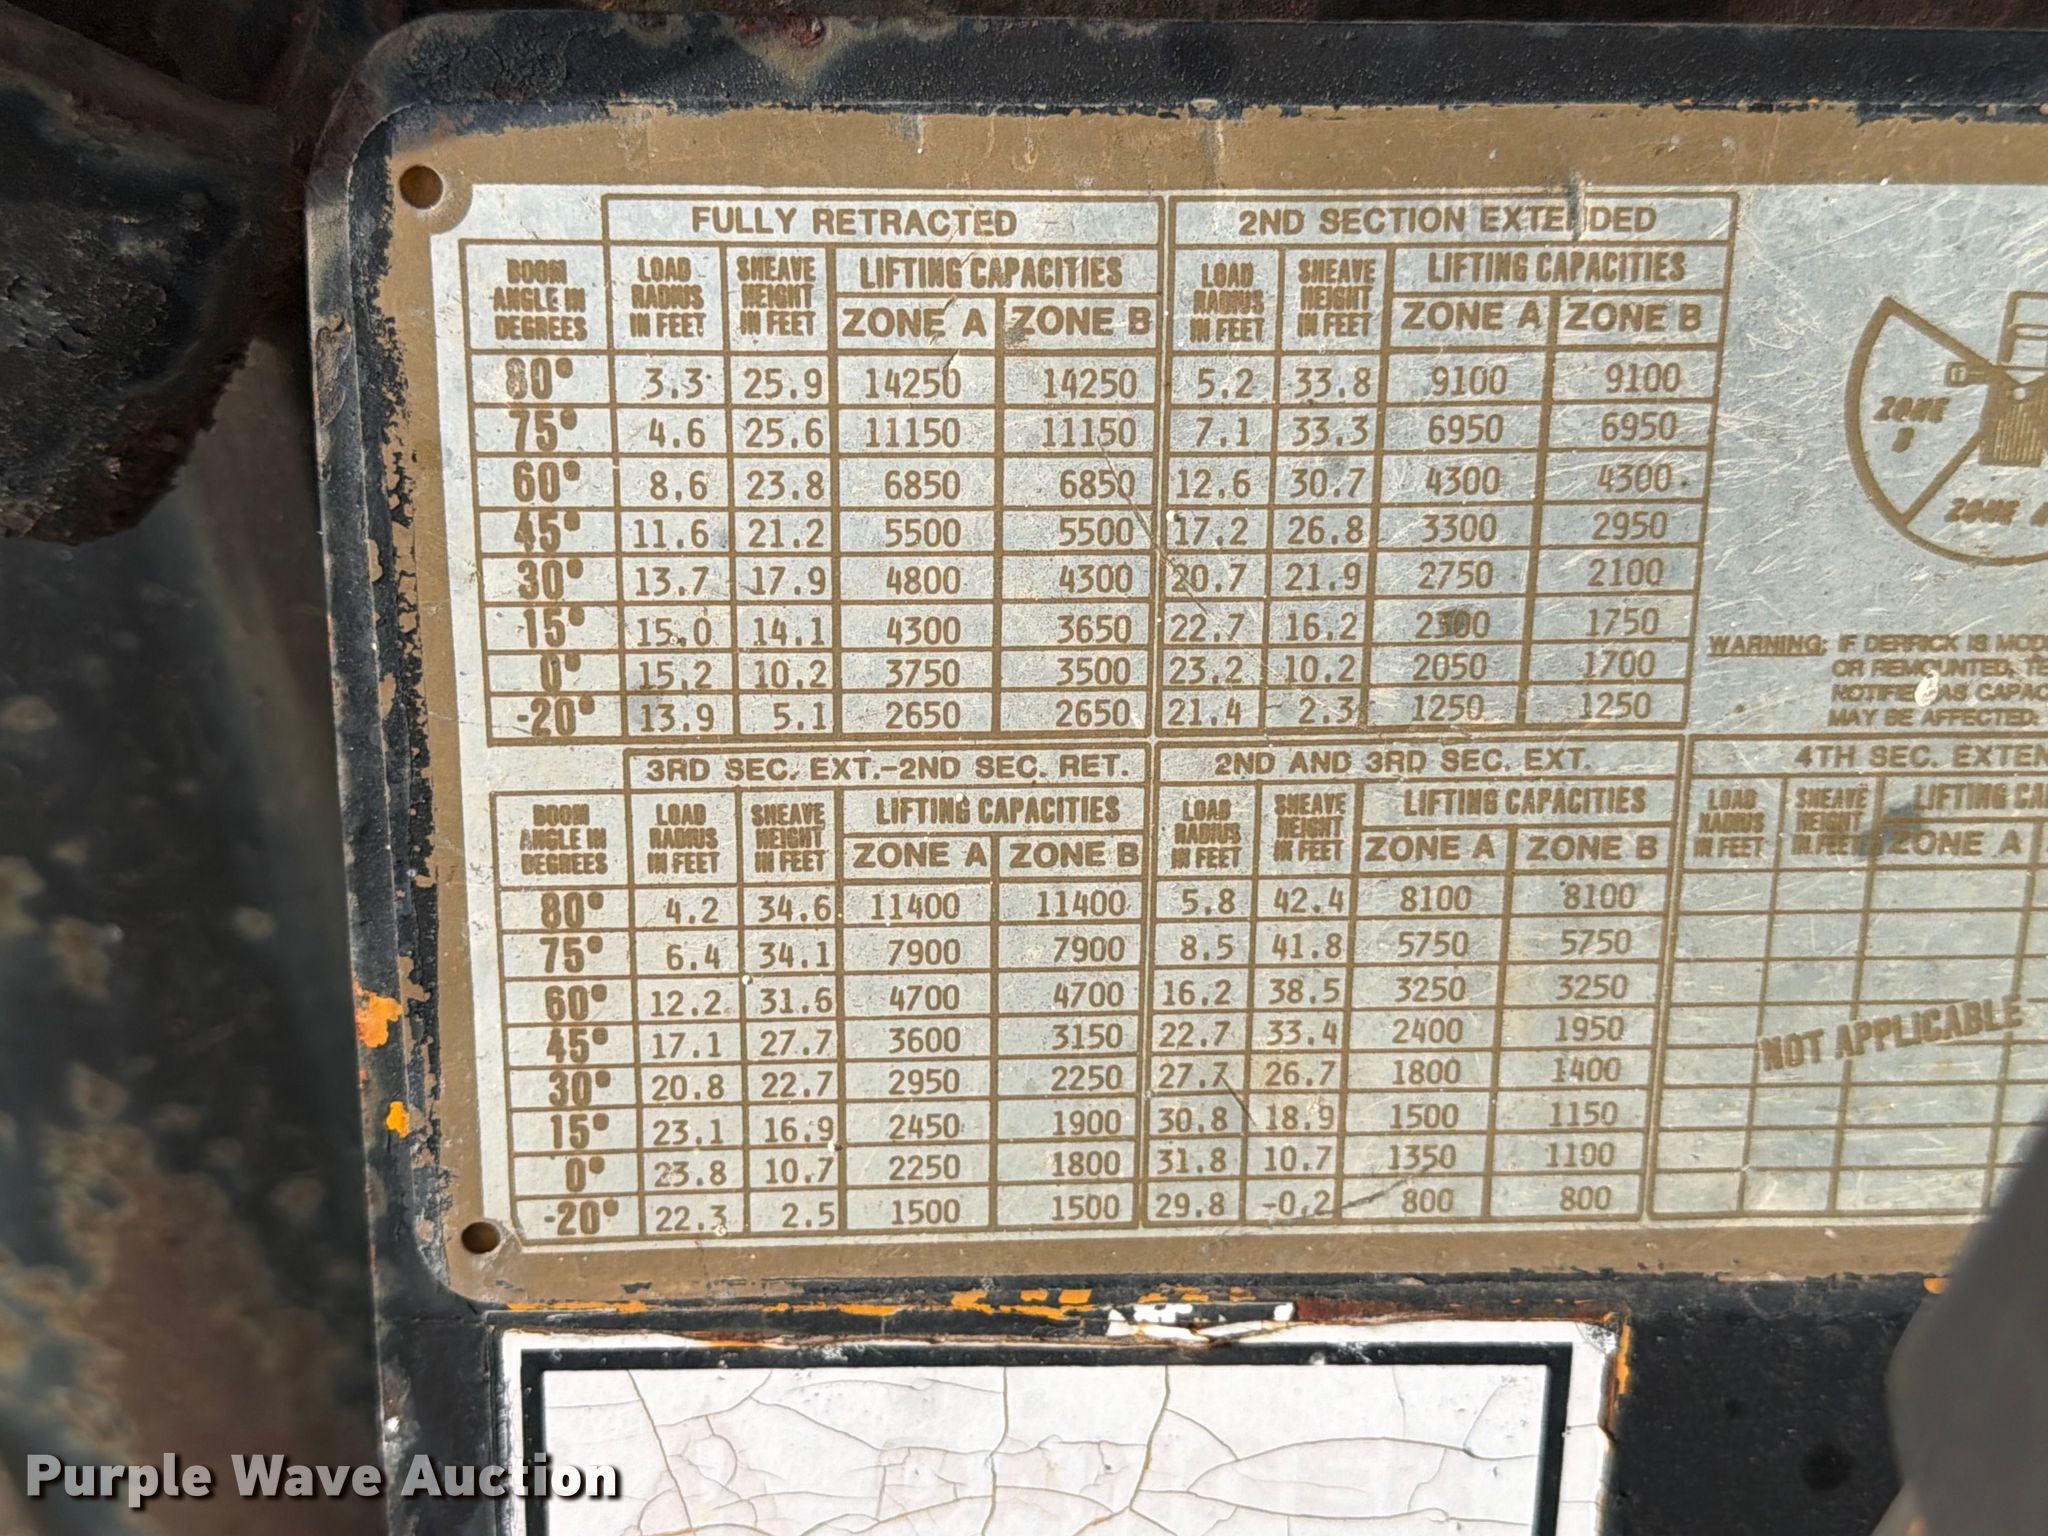 FULLY RETRACTED 2ND SECTION EXTENDED
BOOM ANGLE IN DEGREES LOAD RADIUS IN FEET SHEAVE HEIGHT IN FEET LIFTING CAPACITIES LOAD RADIUS IN FEET SHEAVE HEIGHT IN FEET LIFTING CAPACITIES
ZONE A ZONE B ZONE A ZONE B
80° 3.3 25.9 14250 14250 5.2 33.8 9100 9100
75° 4.6 25.6 11150 11150 7.1 33.3 6950 6950
60° 8.6 23.8 6850 6850 12.6 30.7 4300 4300
45° 11.6 21.2 5500 5500 17.2 26.8 3300 2950
30° 13.7 17.9 4800 4300 20.7 21.9 2750 2100
15° 15.0 14.1 4300 3650 22.7 16.2 2300 1750
0° 15.2 10.2 3750 3500 23.2 10.2 2050 1700
-20° 13.9 5.1 2650 2650 21.4 2.3 1250 1250
ZONE B
ZONE A
WARNING: IF DERRICK IS MOD
OR REMOUNTED, TE
NOTIFIED AS CAPAC
MAY BE AFFECTED.
3RD SEC. EXT.-2ND SEC. RET. 2ND AND 3RD SEC. EXT. 4TH SEC. EXTEN
BOOM ANGLE IN DEGREES LOAD RADIUS IN FEET SHEAVE HEIGHT IN FEET LIFTING CAPACITIES LOAD RADIUS IN FEET SHEAVE HEIGHT IN FEET LIFTING CAPACITIES LOAD RADIUS IN FEET SHEAVE HEIGHT IN FEET LIFTING CA
ZONE A ZONE B ZONE A ZONE B ZONE A
80° 4.2 34.6 11400 11400 5.8 42.4 8100 8100
75° 6.4 34.1 7900 7900 8.5 41.8 5750 5750
60° 12.2 31.6 4700 4700 16.2 38.5 3250 3250
45° 17.1 27.7 3600 3150 22.7 33.4 2400 1950
30° 20.8 22.7 2950 2250 27.7 26.7 1800 1400
15° 23.1 16.9 2450 1900 30.8 18.9 1500 1150
0° 23.8 10.7 2250 1800 31.8 10.7 1350 1100
-20° 22.3 2.5 1500 1500 29.8 -0.2 800 800
NOT APPLICABLE
Purple Wave Auction